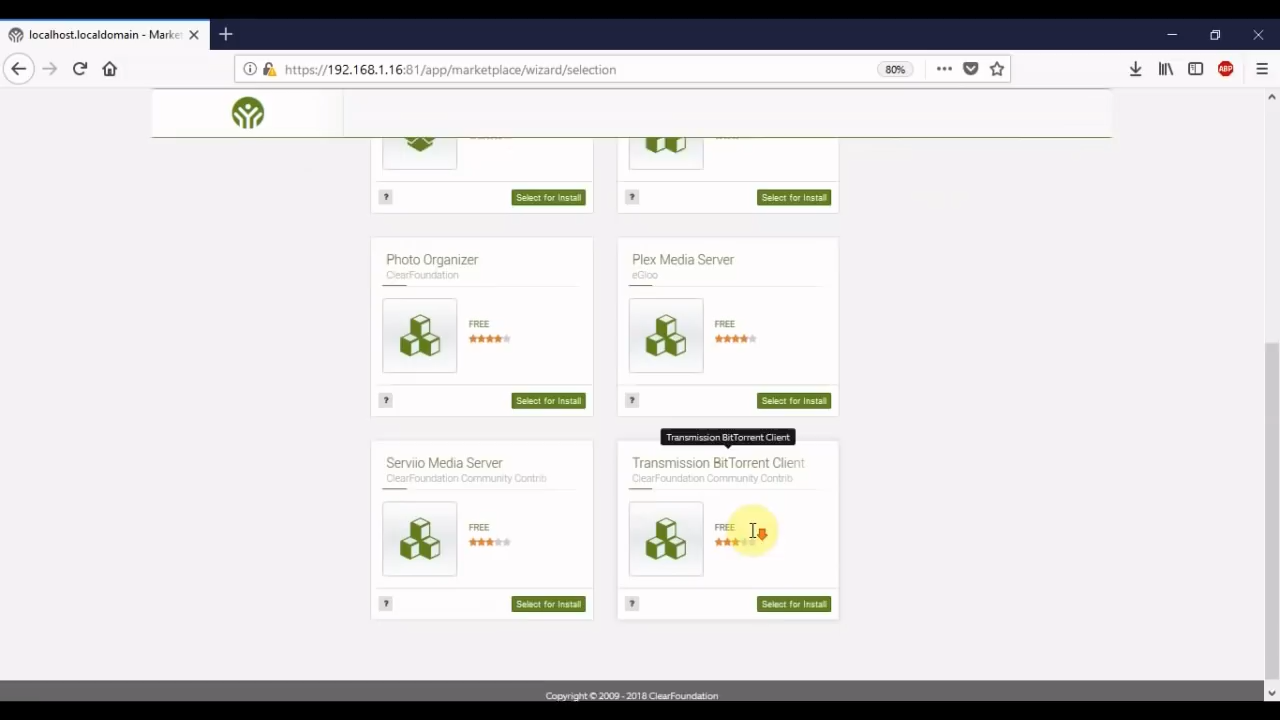 localhost.localdomain - Marke
https://192.168.1.16:81/app/marketplace/wizard/selection
80%
ABP
? Select for Install
? Select for Install
Photo Organizer
ClearFoundation
FREE
? Select for Install
Plex Media Server
eGloo
FREE
? Select for Install
Transmission BitTorrent Client
Serviio Media Server
ClearFoundation Community Contrib
FREE
? Select for Install
Transmission BitTorrent Client
ClearFoundation Community Contrib
FREE
? Select for Install
Copyright © 2009 - 2018 ClearFoundation